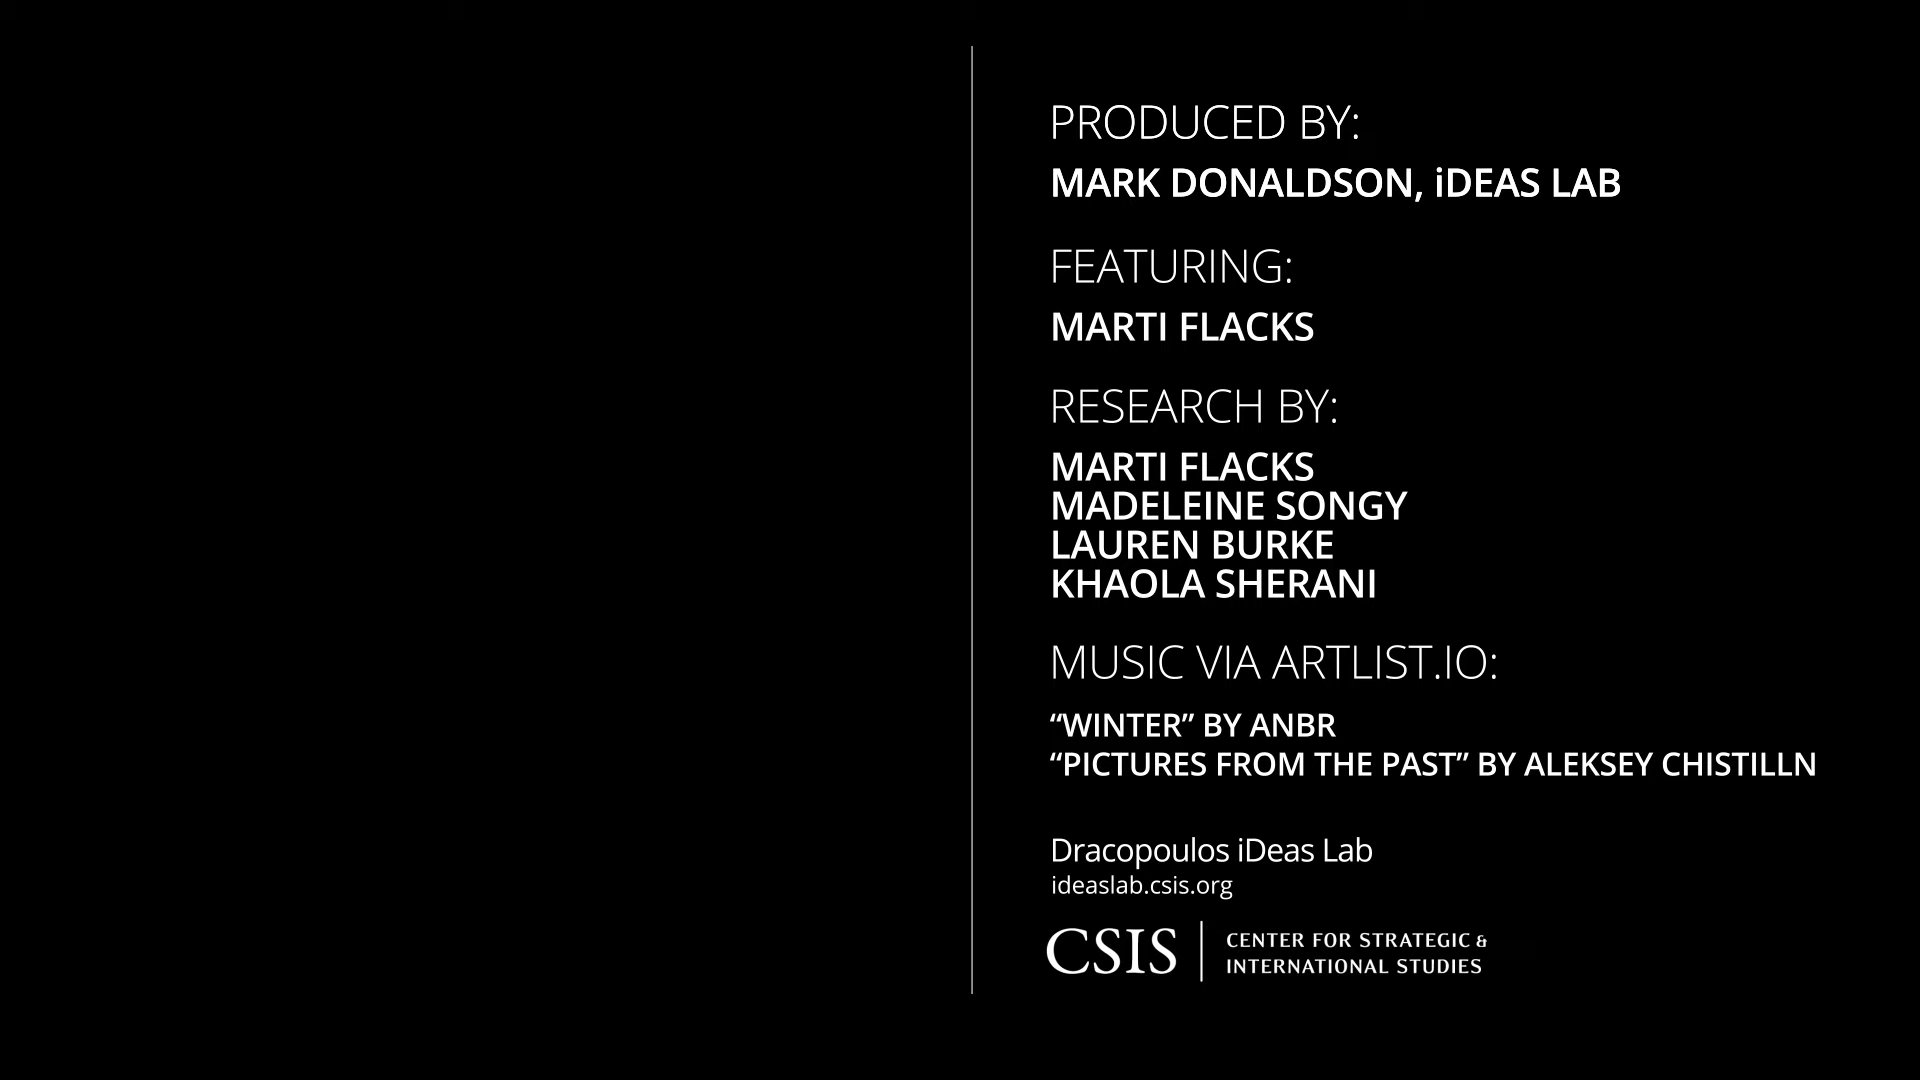 PRODUCED BY:
MARK DONALDSON, iDEAS LAB
FEATURING:
MARTI FLACKS
RESEARCH BY:
MARTI FLACKS
MADELEINE SONGY
LAUREN BURKE
KHAOLA SHERANI
MUSIC VIA ARTLIST.IO:
“WINTER” BY ANBR
“PICTURES FROM THE PAST” BY ALEKSEY CHISTILLN
Dracopoulos iDeas Lab
ideaslab.csis.org
CSIS | CENTER FOR STRATEGIC &
INTERNATIONAL STUDIES